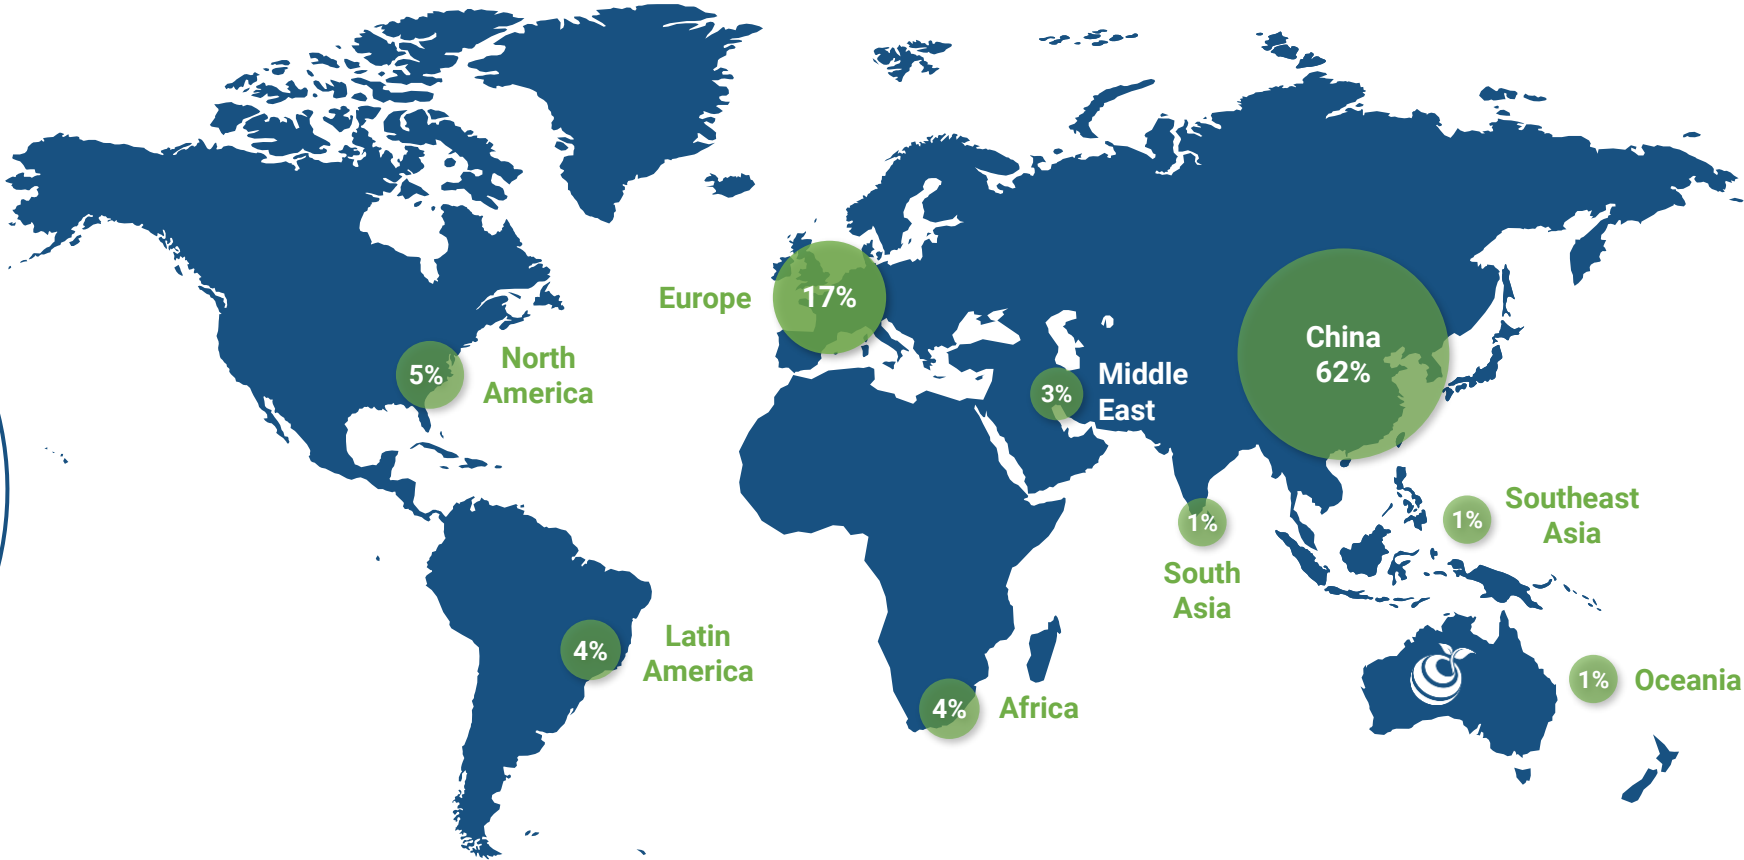 Europe
17%
China
62%
North
America
5%
Middle
East
3%
Southeast
Asia
1%
1%
South
Asia
Latin
America
4%
Africa
4%
1%
Oceania